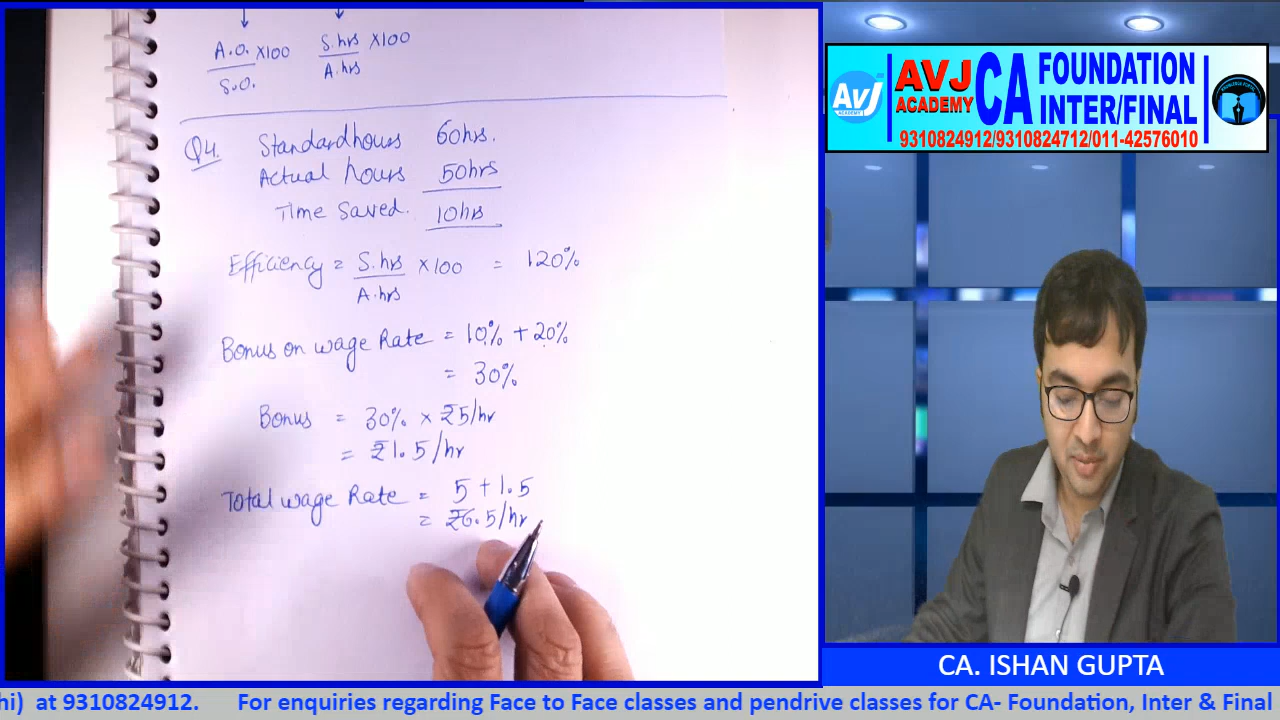 A.O. ×100 S.hrs ×100
S.O. A.hrs
Q4. Standard hours 60hrs.
Actual hours 50hrs
Time Saved. 10hrs
Efficiency = S.hrs ×100 = 120%
A.hrs
Bonus on wage Rate = 10% + 20%
= 30%
Bonus = 30% × ₹5/hr
= ₹1.5/hr
Total wage Rate = 5 + 1.5
= ₹6.5/hr
AVJ
ACADEMY
AVJ
ACADEMY
CA
FOUNDATION
INTER/FINAL
9310824912/9310824712/011-42576010
CA. ISHAN GUPTA
hi) at 9310824912. For enquiries regarding Face to Face classes and pendrive classes for CA- Foundation, Inter & Final